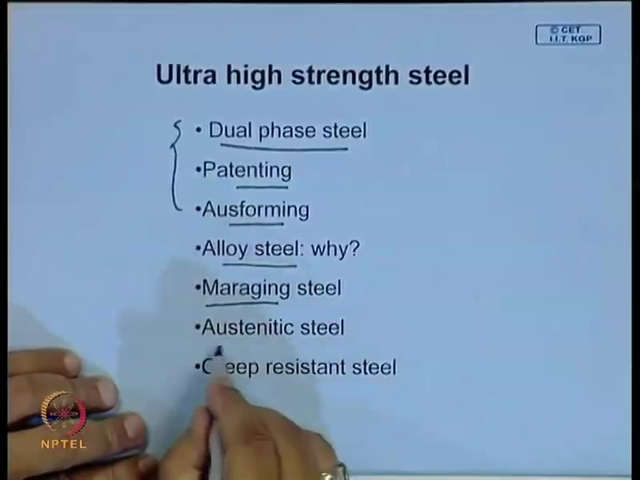 © CET
I.I.T. KGP
Ultra high strength steel
• Dual phase steel
•Patenting
•Ausforming
•Alloy steel: why?
•Maraging steel
•Austenitic steel
•Creep resistant steel
NPTEL